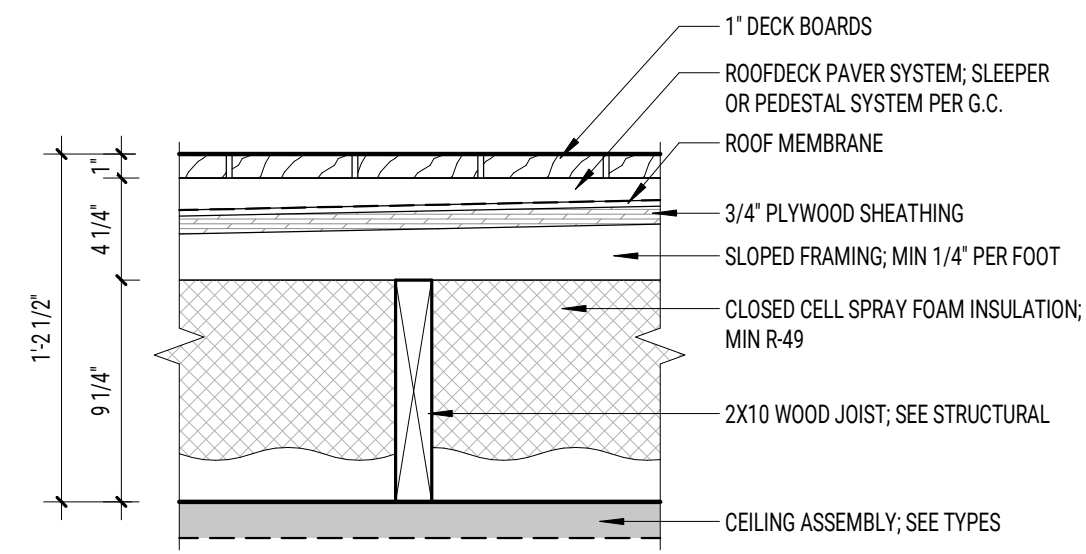 1" DECK BOARDS
ROOFDECK PAVER SYSTEM; SLEEPER
OR PEDESTAL SYSTEM PER G.C.
ROOF MEMBRANE
3/4" PLYWOOD SHEATHING
SLOPED FRAMING; MIN 1/4" PER FOOT
CLOSED CELL SPRAY FOAM INSULATION;
MIN R-49
2X10 WOOD JOIST; SEE STRUCTURAL
CEILING ASSEMBLY; SEE TYPES
1'-2 1/2"
1"
4 1/4"
9 1/4"